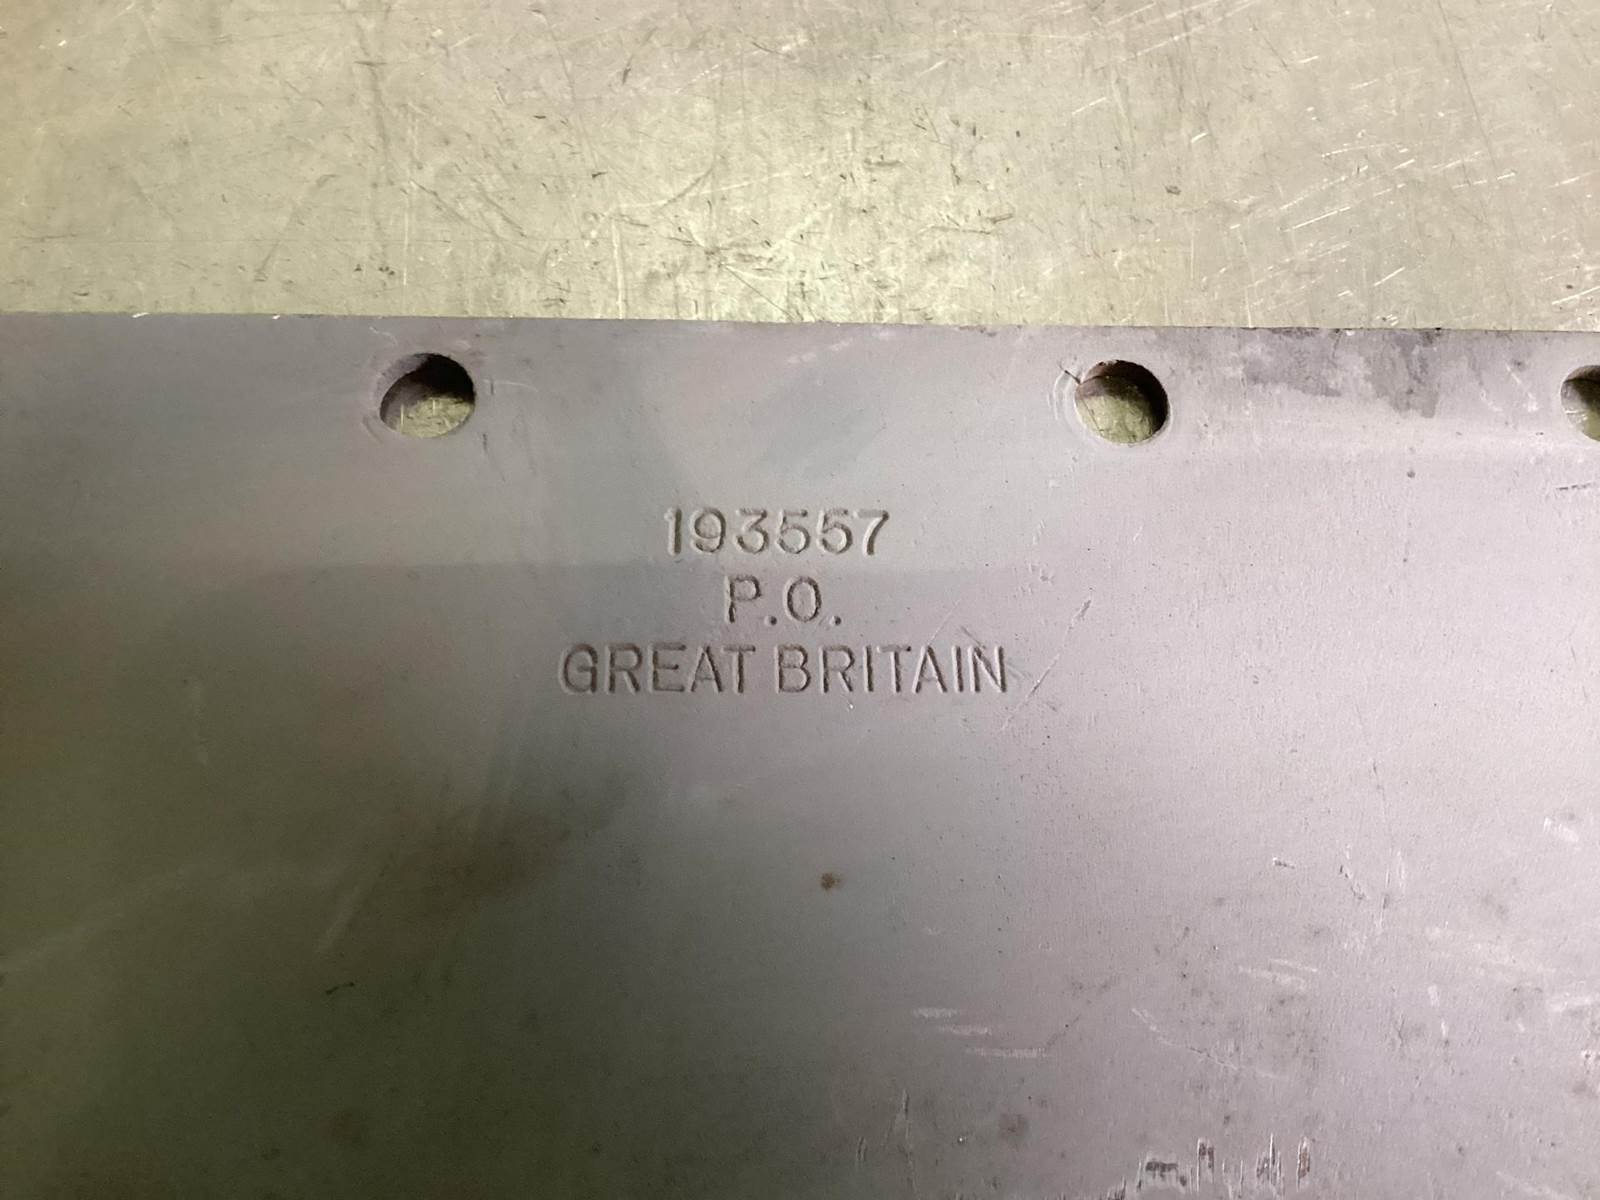 193557
P.O.
GREAT BRITAIN